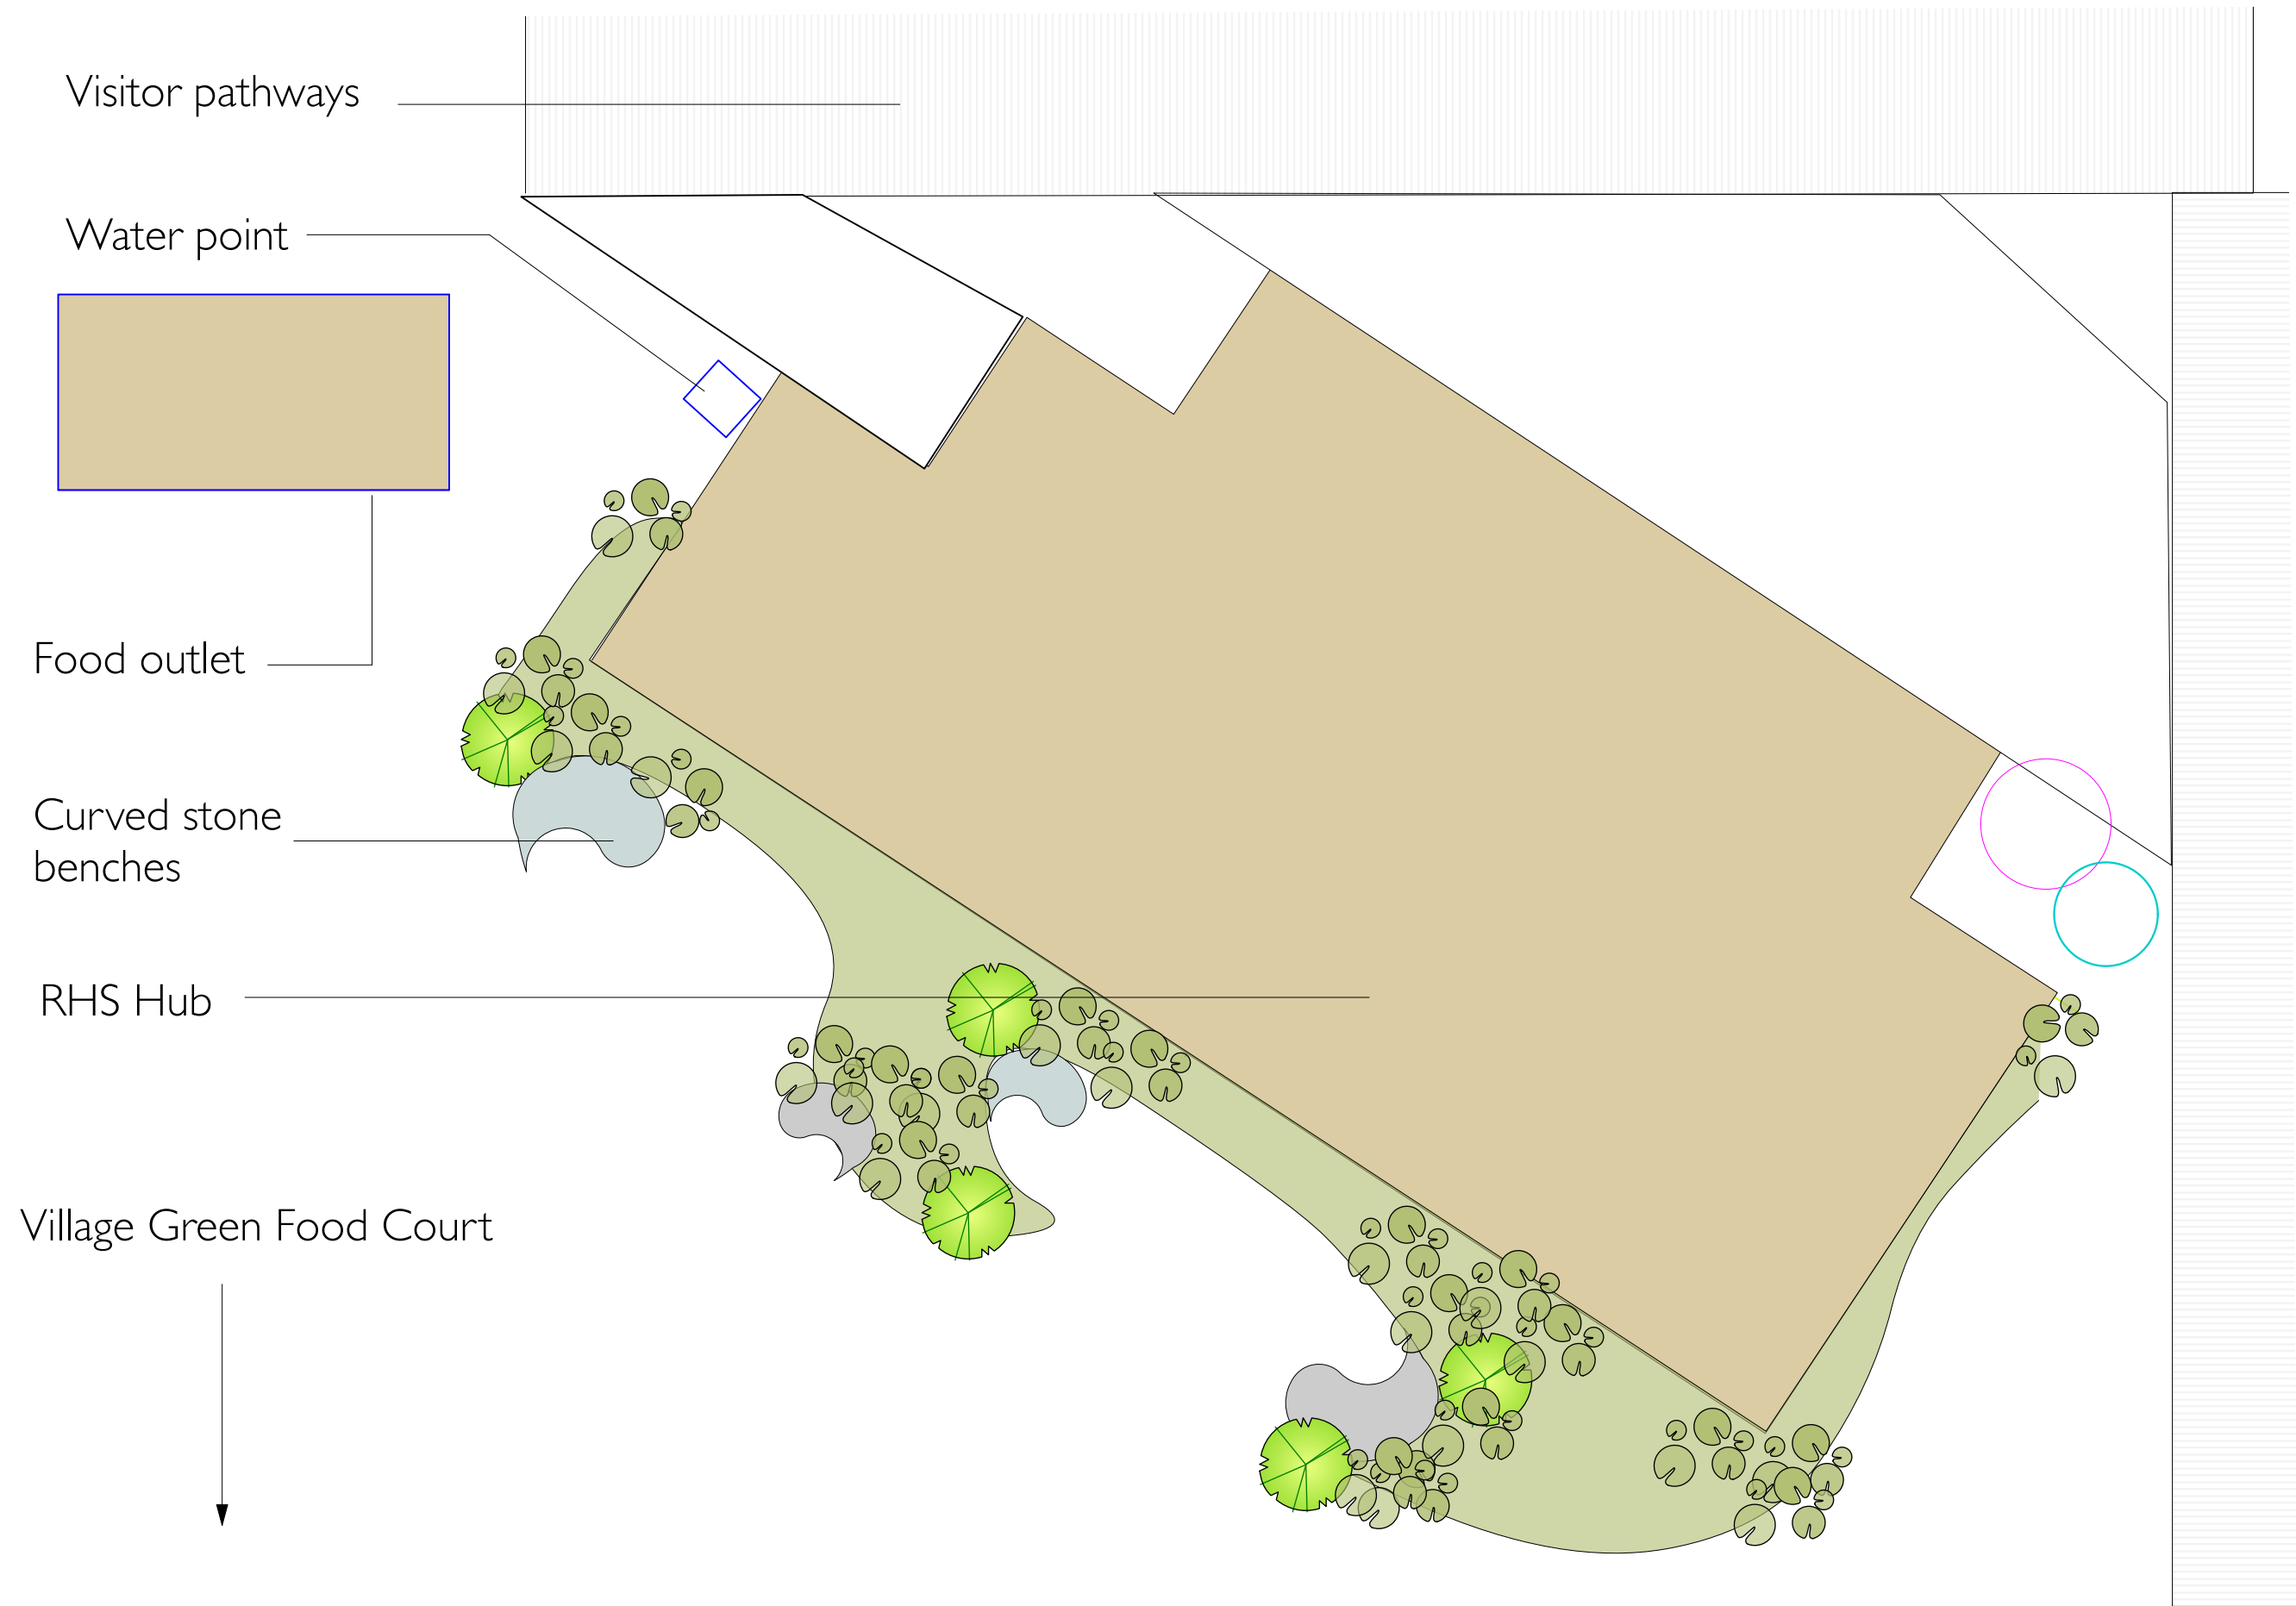 Visitor pathways
Water point
Food outlet
Curved stone
benches
RHS Hub
Village Green Food Court